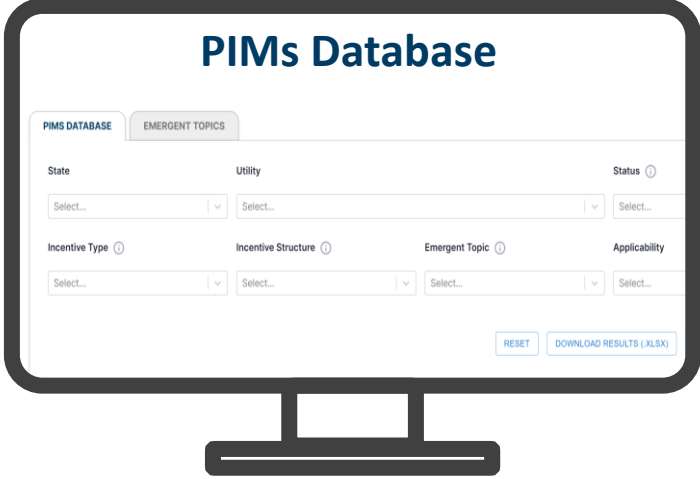 PIMs Database
PIMS DATABASE EMERGENT TOPICS
State Utility Status
Select... Select... Select...
Incentive Type Incentive Structure Emergent Topic Applicability
Select... Select... Select... Select...
RESET DOWNLOAD RESULTS (.XLSX)